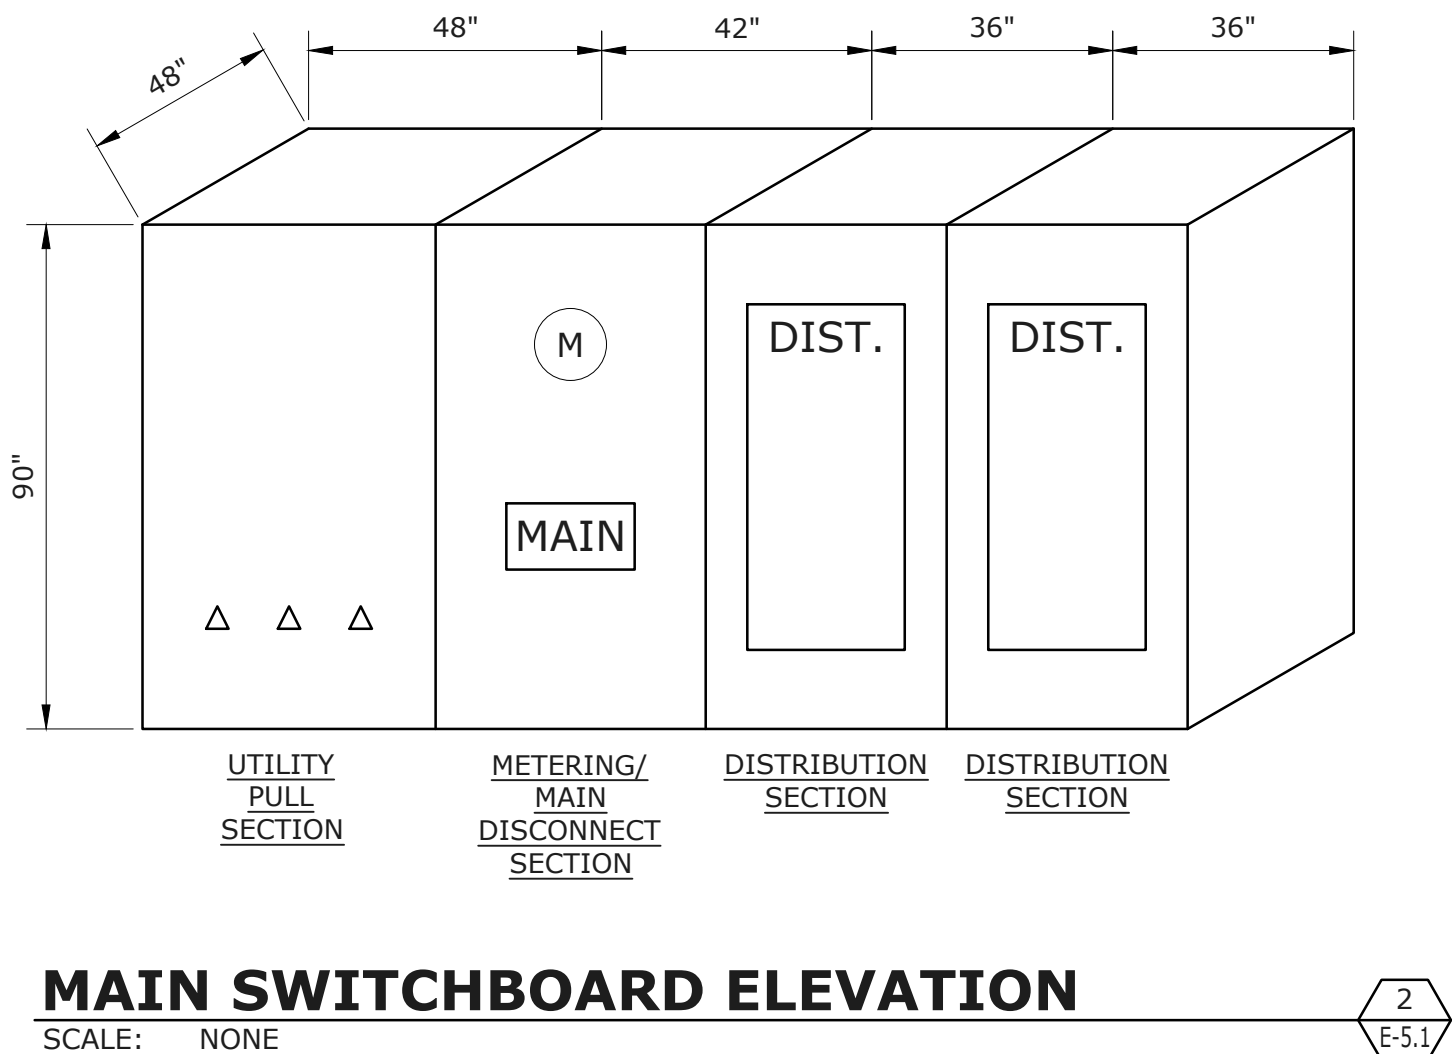 48"
48"
42"
36"
36"
90"
M
MAIN
DIST.
DIST.
UTILITY
PULL
SECTION
METERING/
MAIN
DISCONNECT
SECTION
DISTRIBUTION
SECTION
DISTRIBUTION
SECTION
MAIN SWITCHBOARD ELEVATION
SCALE: NONE
2
E-5.1